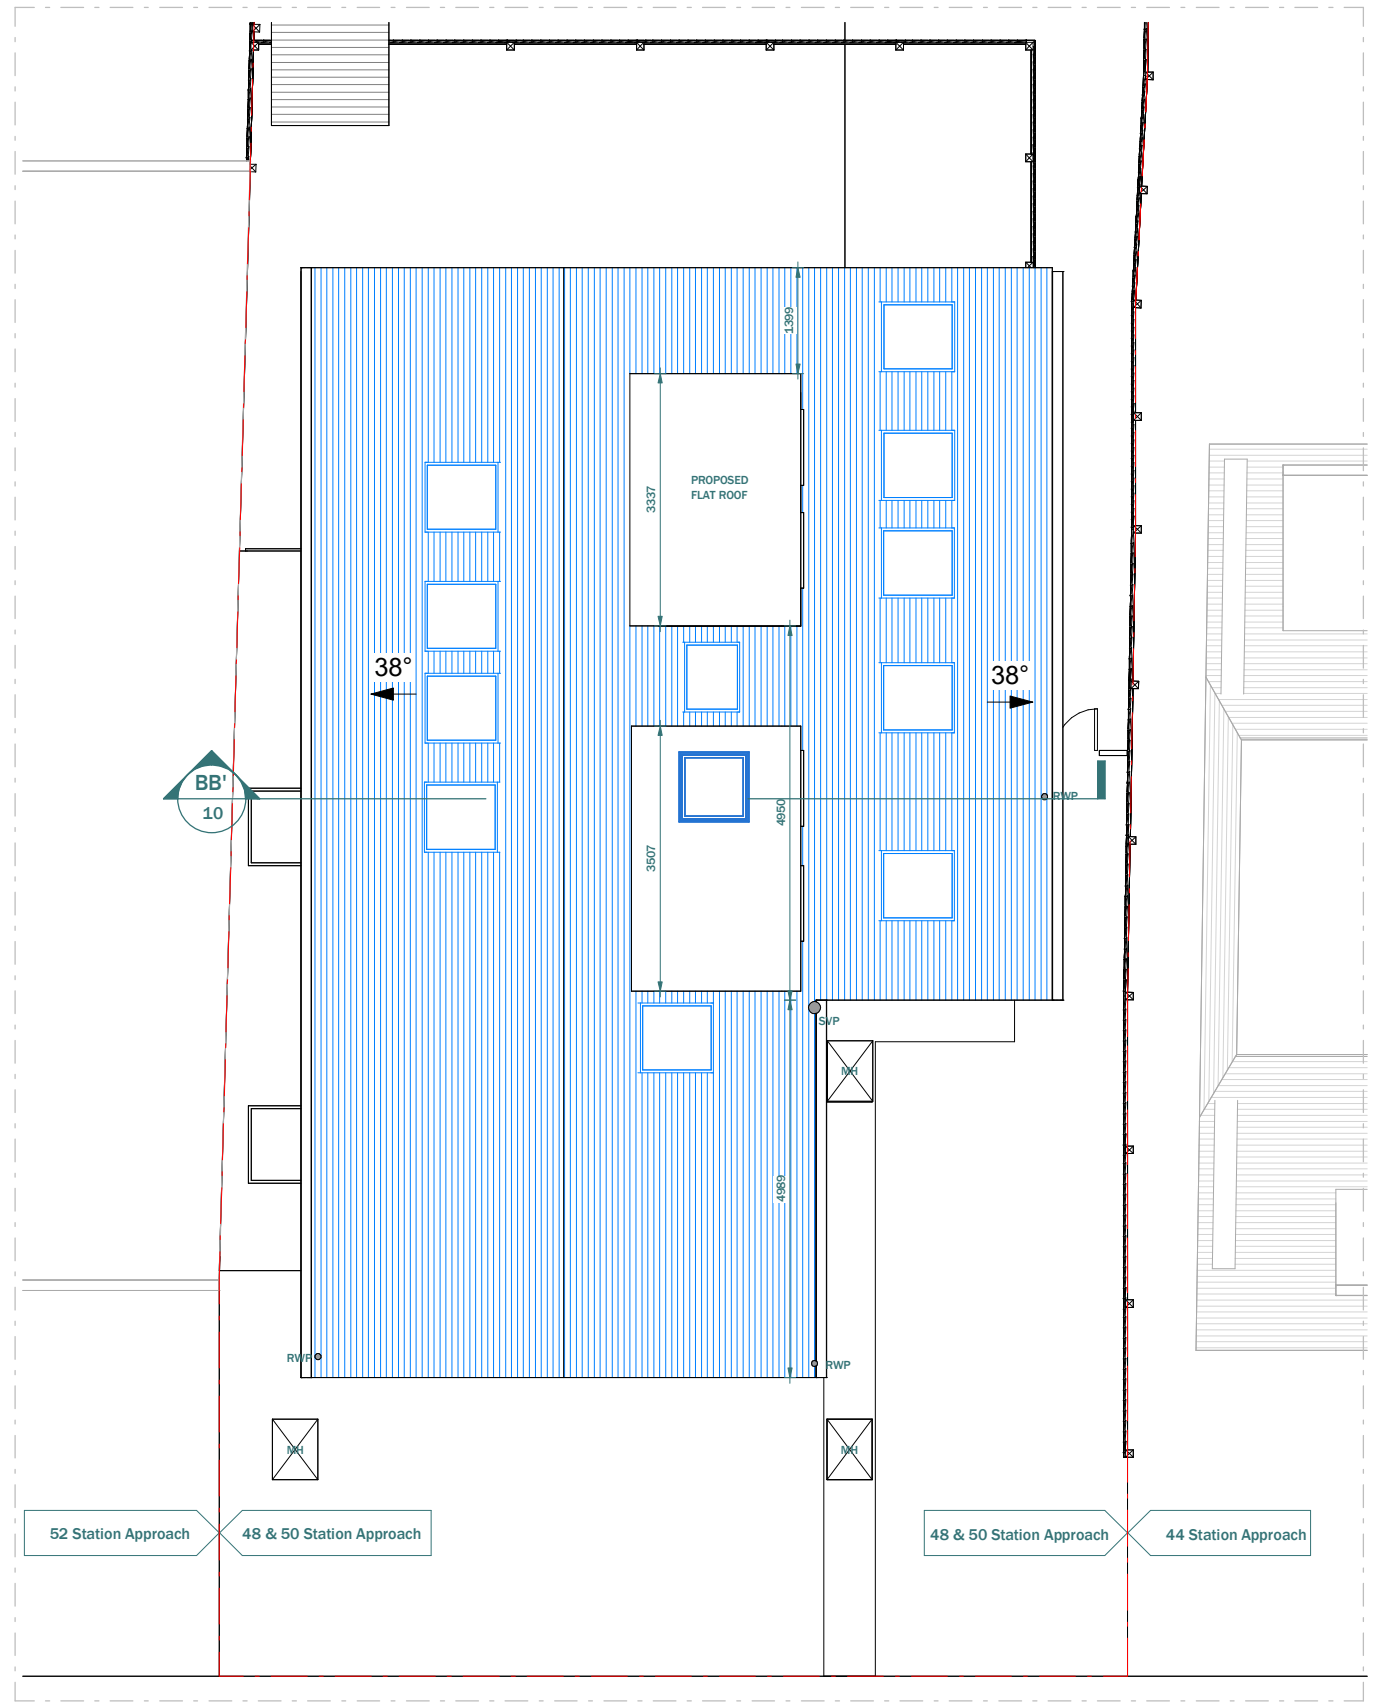 1399
PROPOSED
FLAT ROOF
3337
38°
38°
BB'
10
RWP
4950
3507
SVP
MH
4989
RWP
RWP
MH
MH
52 Station Approach
48 & 50 Station Approach
48 & 50 Station Approach
44 Station Approach